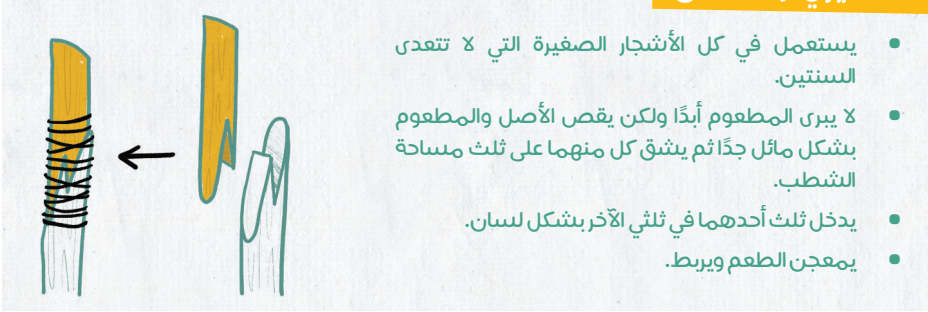 يستعمل في كل الأشجار الصغيرة التي لا تتعدى
السنتين.
لا يبرى المطعوم أبدًا ولكن يقص الأصل والمطعوم
بشكل مائل جدًا ثم يشق كل منهما على ثلث مساحة
الشطب.
يدخل ثلث أحدهما في ثلثي الآخر بشكل لسان.
يمعجن الطعم ويربط.